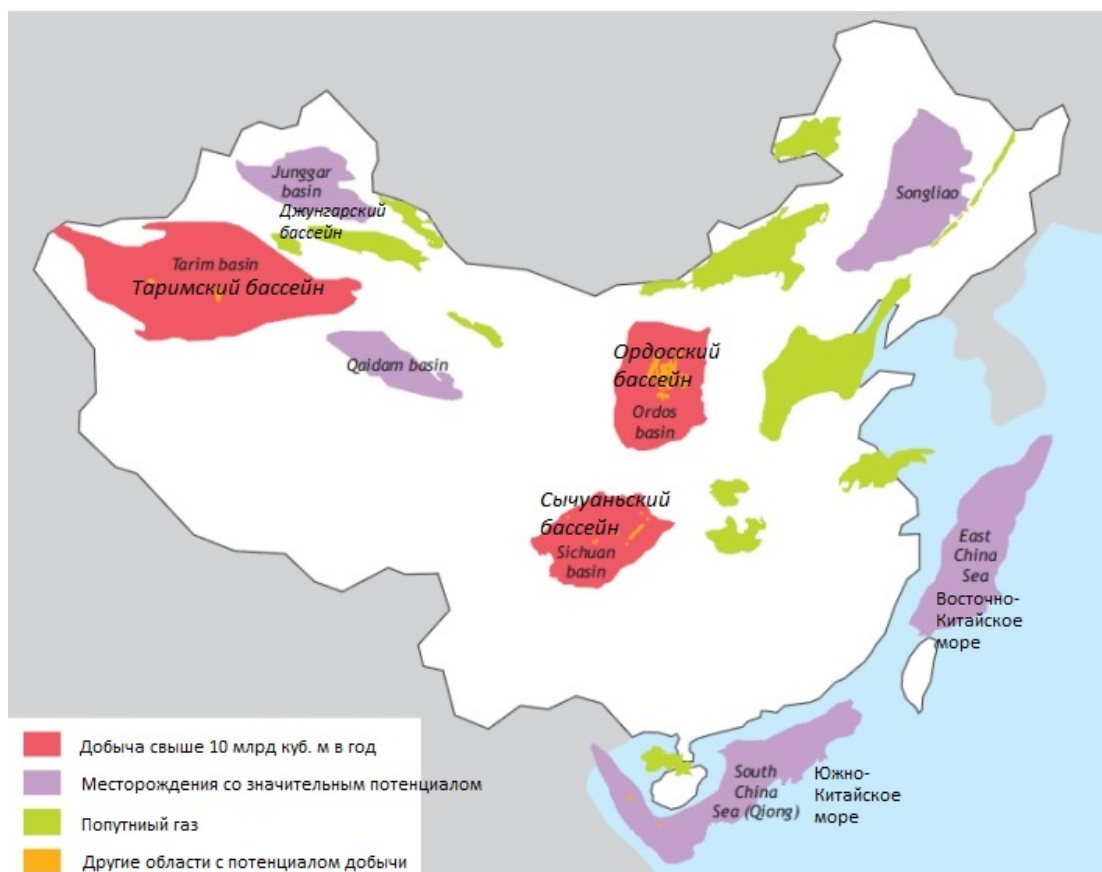 Junggar
basin
Джунгарский
бассейн
Songliao
Tarim basin
Таримский бассейн
Qaidam basin
Ордосский
бассейн
Ordos
basin
Сычуаньский
бассейн
Sichuan
basin
East
China
Sea
Восточно-
Китайское
море
South
China
Sea (Qiong)
Южно-
Китайское
море
Добыча свыше 10 млрд куб. м в год
Месторождения со значительным потенциалом
Попутниый газ
Другие области с потенциалом добычи